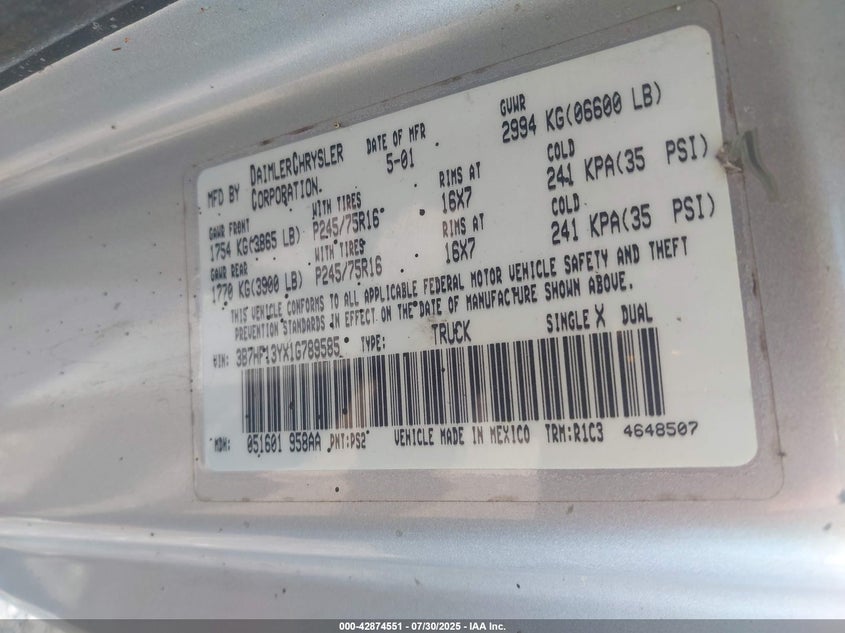 MFD BY DAIMLERCHRYSLER CORPORATION. DATE OF MFR 5-01 GVWR 2994 KG(06600 LB)
GAWR FRONT WITH TIRES RIMS AT COLD
1754 KG(3865 LB) P245/75R16 16X7 241 KPA(35 PSI)
GAWR REAR WITH TIRES RIMS AT COLD
1770 KG(3900 LB) P245/75R16 16X7 241 KPA(35 PSI)
THIS VEHICLE CONFORMS TO ALL APPLICABLE FEDERAL MOTOR VEHICLE SAFETY AND THEFT
PREVENTION STANDARDS IN EFFECT ON THE DATE OF MANUFACTURE SHOWN ABOVE.
VIN: 3B7HF13YX1G789585 TYPE: TRUCK SINGLE X DUAL
MDH: 051601 958AA PNT:PS2 VEHICLE MADE IN MEXICO TRM:R1C3 4648507
000-42874551 | 07/30/2025 - IAA Inc.